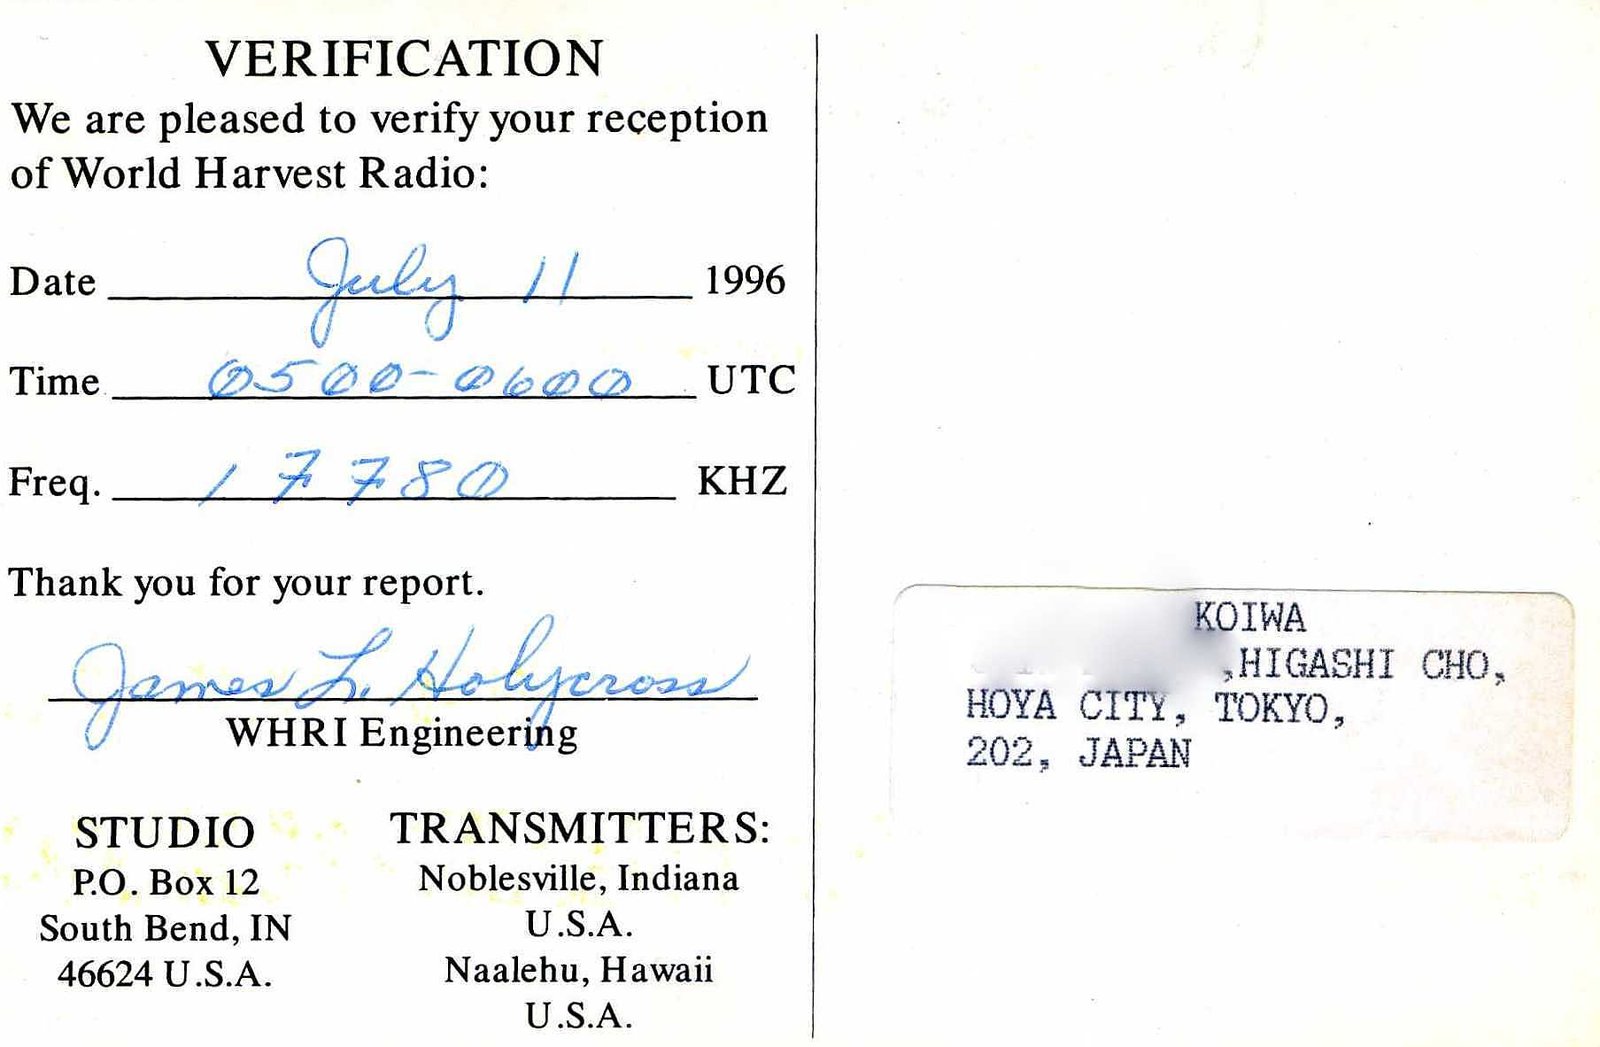 VERIFICATION
We are pleased to verify your reception
of World Harvest Radio:
Date July 11 1996
Time 0500-0600 UTC
Freq. 17780 KHZ
Thank you for your report.
James L. Holycross
WHRI Engineering
STUDIO
P.O. Box 12
South Bend, IN
46624 U.S.A.
TRANSMITTERS:
Noblesville, Indiana
U.S.A.
Naalehu, Hawaii
U.S.A.
KOIWA
,HIGASHI CHO,
HOYA CITY, TOKYO,
202, JAPAN